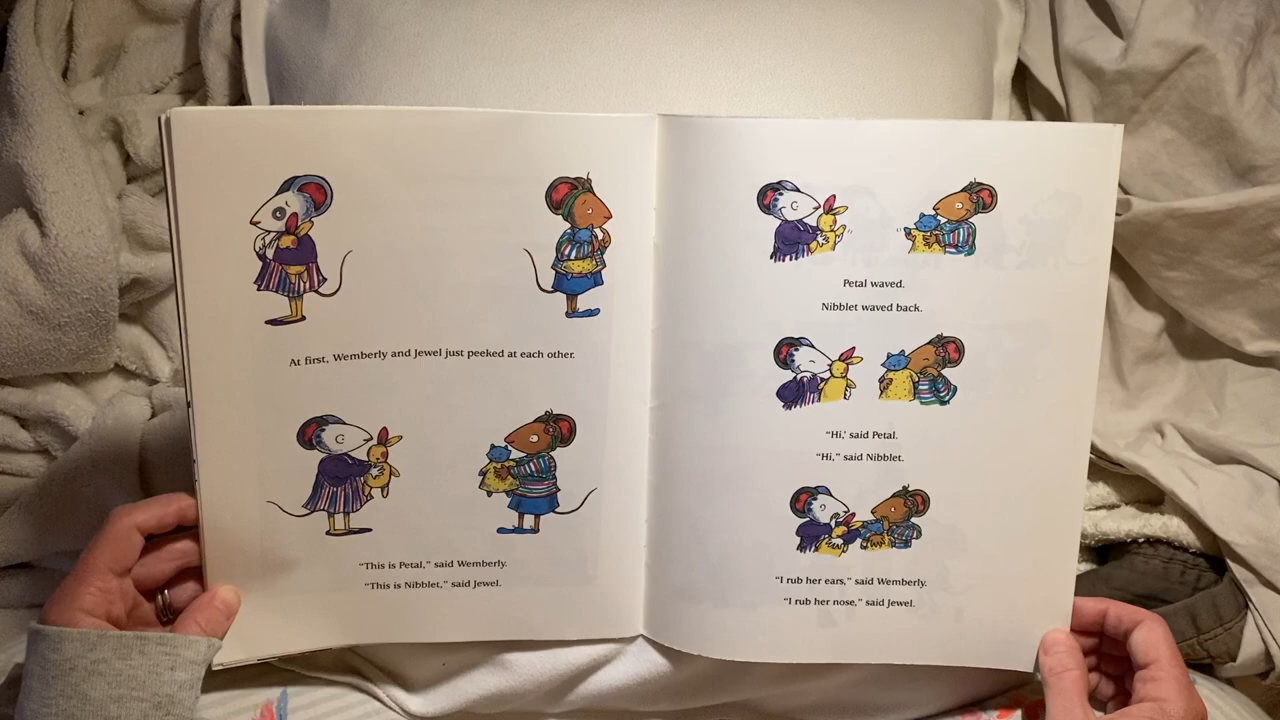 At first, Wemberly and Jewel just peeked at each other.
“This is Petal,” said Wemberly.
“This is Nibblet,” said Jewel.
Petal waved.
Nibblet waved back.
“Hi,’ said Petal.
“Hi,” said Nibblet.
“I rub her ears,” said Wemberly.
“I rub her nose,” said Jewel.